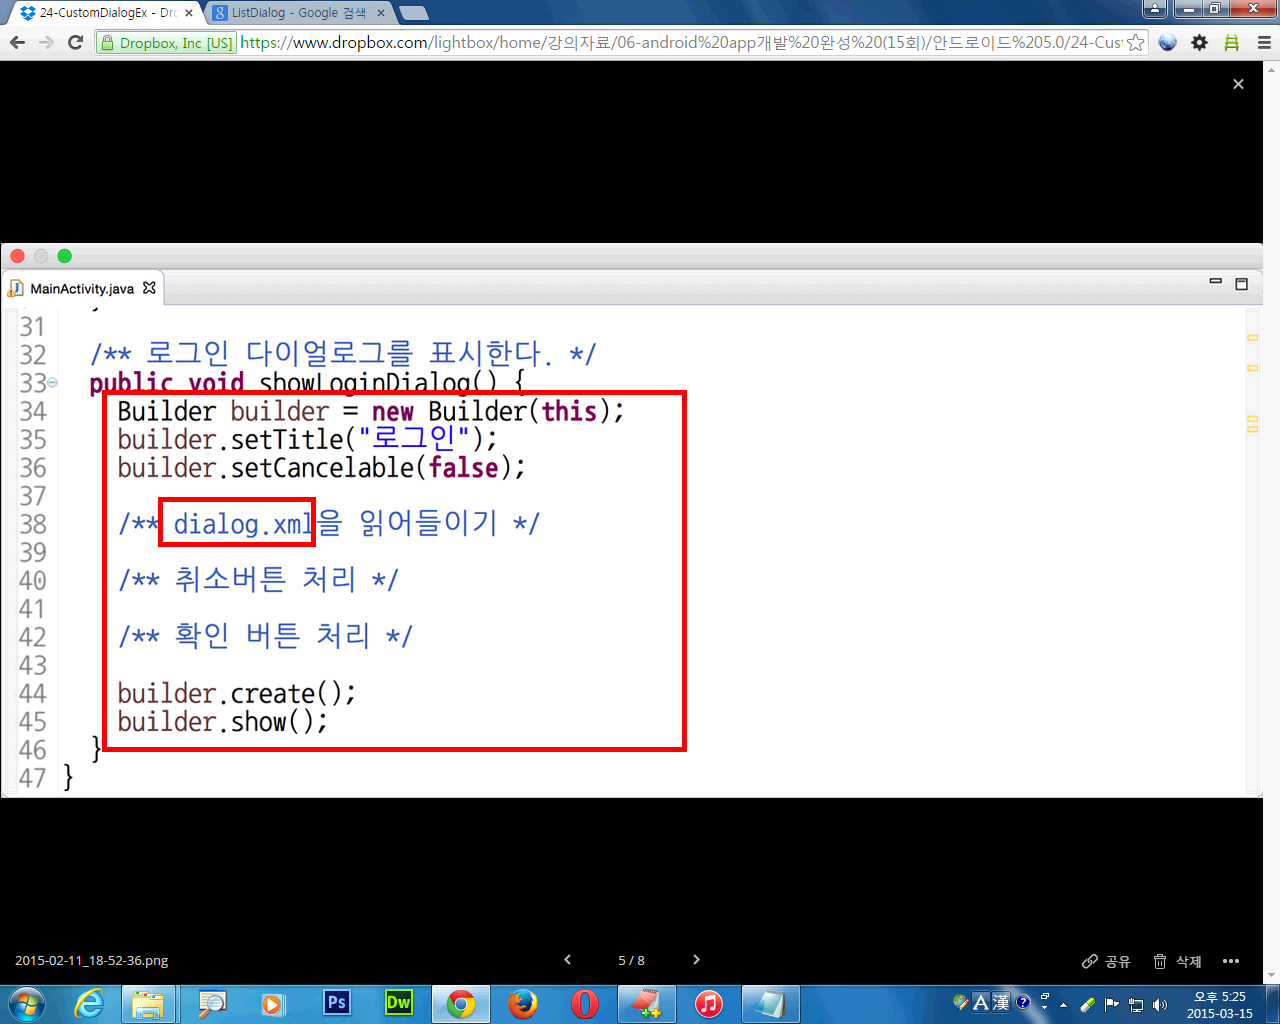 24-CustomDialogEx - Dro
ListDialog - Google 검색
Dropbox, Inc [US]
https://www.dropbox.com/lightbox/home/강의자료/06-android%20app개발%20완성%20(15회)/안드로이드%205.0/24-Cust
MainActivity.java
31
32 /** 로그인 다이얼로그를 표시한다. */
33 public void showLoginDialog() {
34 Builder builder = new Builder(this);
35 builder.setTitle("로그인");
36 builder.setCancelable(false);
37
38 /** dialog.xml을 읽어들이기 */
39
40 /** 취소버튼 처리 */
41
42 /** 확인 버튼 처리 */
43
44 builder.create();
45 builder.show();
46 }
47 }
2015-02-11_18-52-36.png
5 / 8
공유
삭제
Ps
Dw
A 漢
오후 5:25
2015-03-15